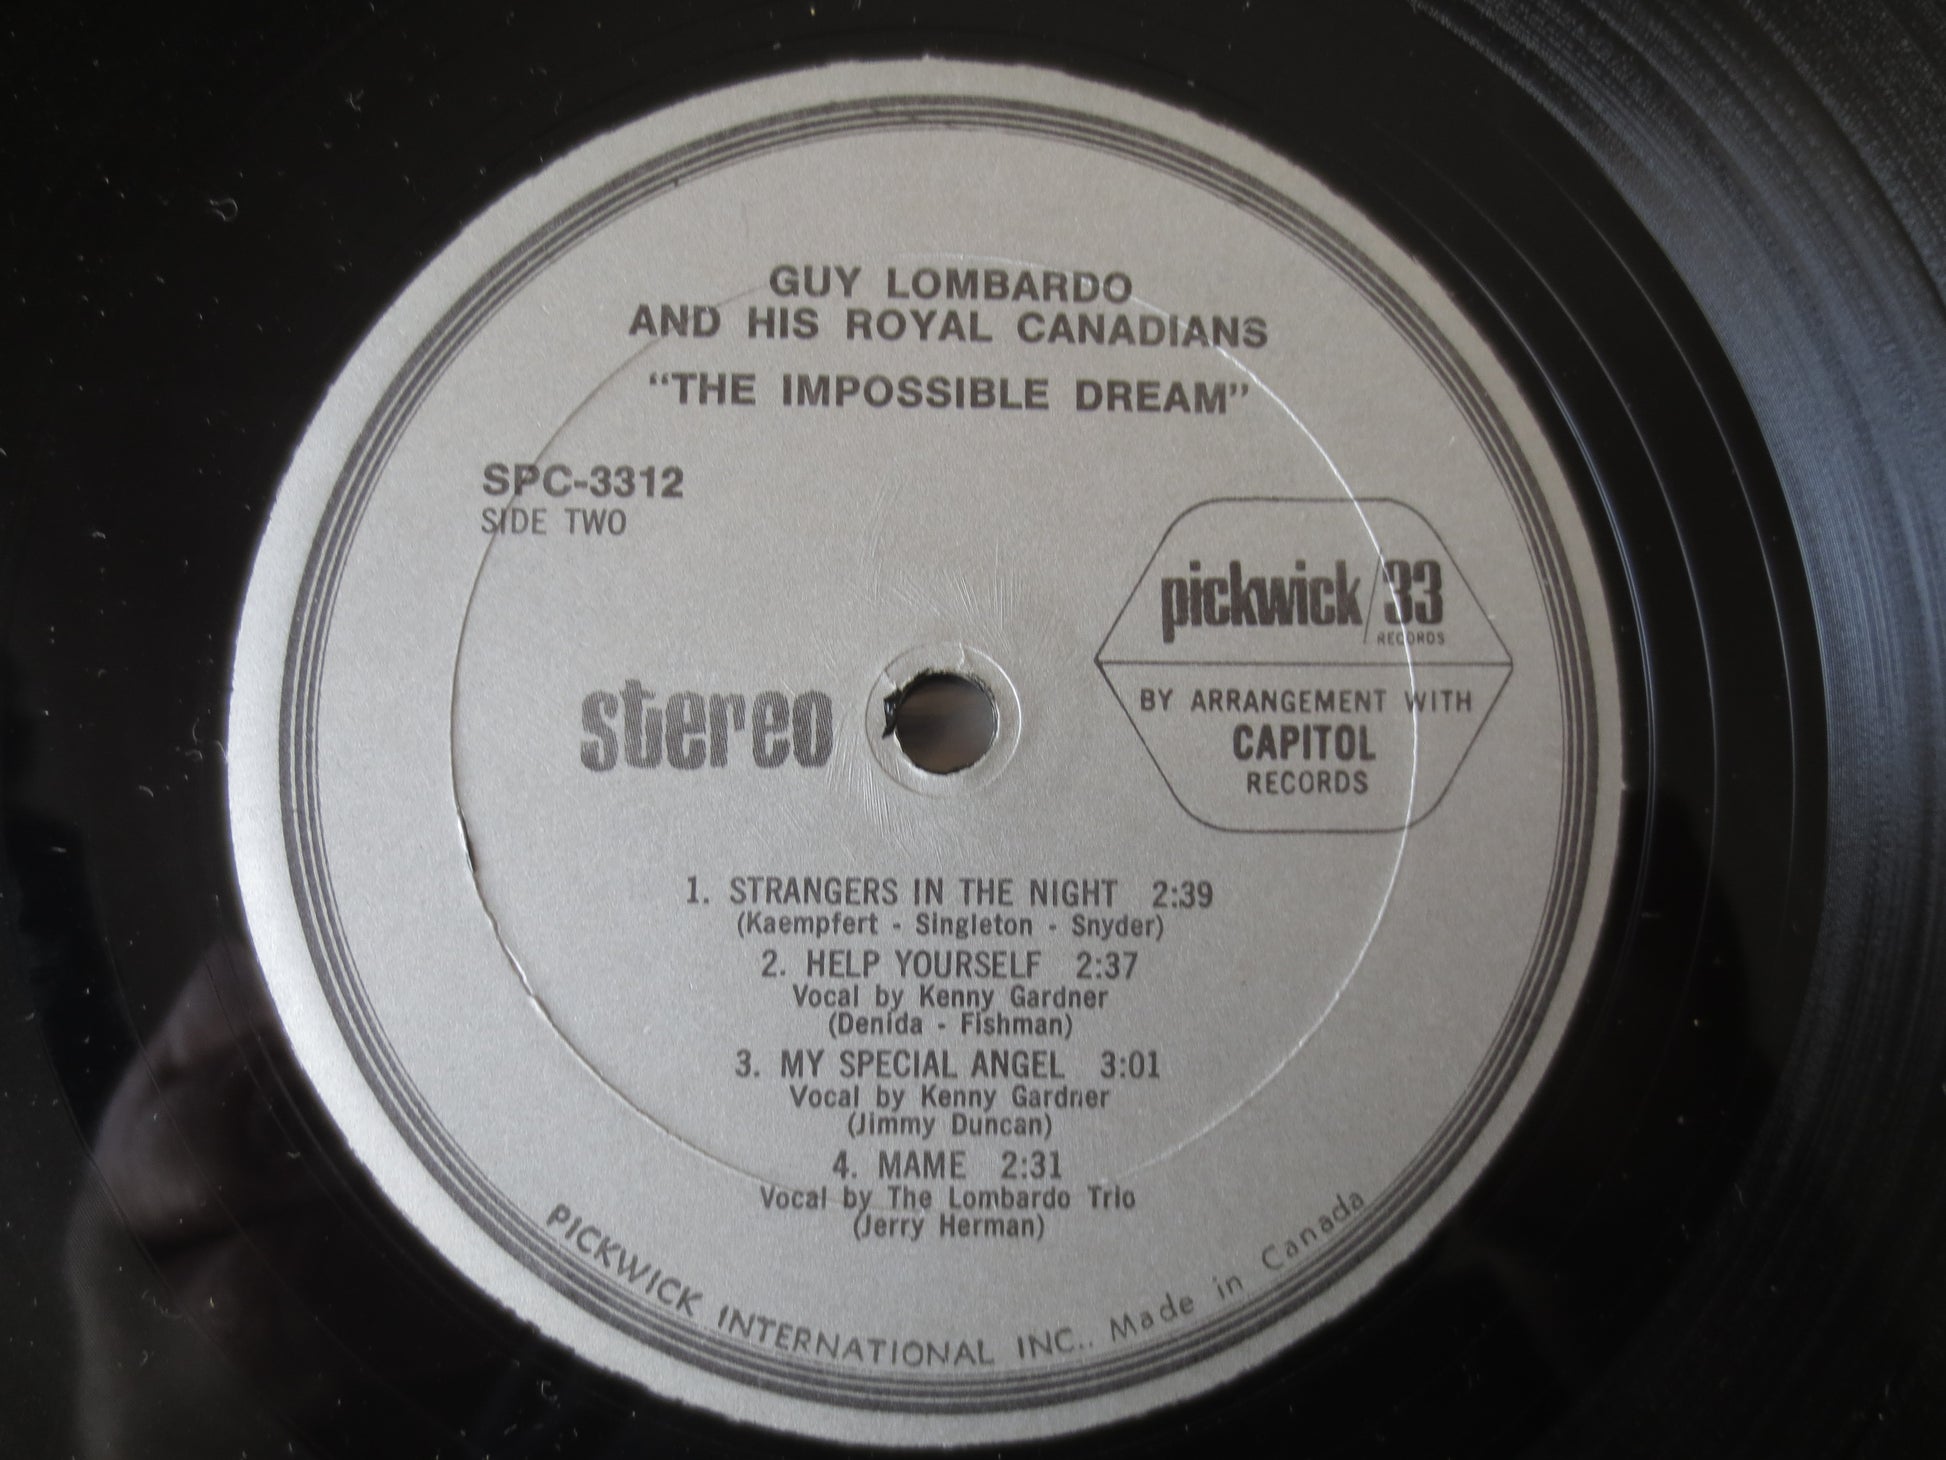 GUY LOMBARDO
AND HIS ROYAL CANADIANS
"THE IMPOSSIBLE DREAM"
SPC-3312
SIDE TWO
stereo
pickwick/33
RECORDS
BY ARRANGEMENT WITH
CAPITOL
RECORDS
1. STRANGERS IN THE NIGHT 2:39
(Kaempfert - Singleton - Snyder)
2. HELP YOURSELF 2:37
Vocal by Kenny Gardner
(Denida - Fishman)
3. MY SPECIAL ANGEL 3:01
Vocal by Kenny Gardner
(Jimmy Duncan)
4. MAME 2:31
Vocal by The Lombardo Trio
(Jerry Herman)
PICKWICK INTERNATIONAL INC.. Made in Canada